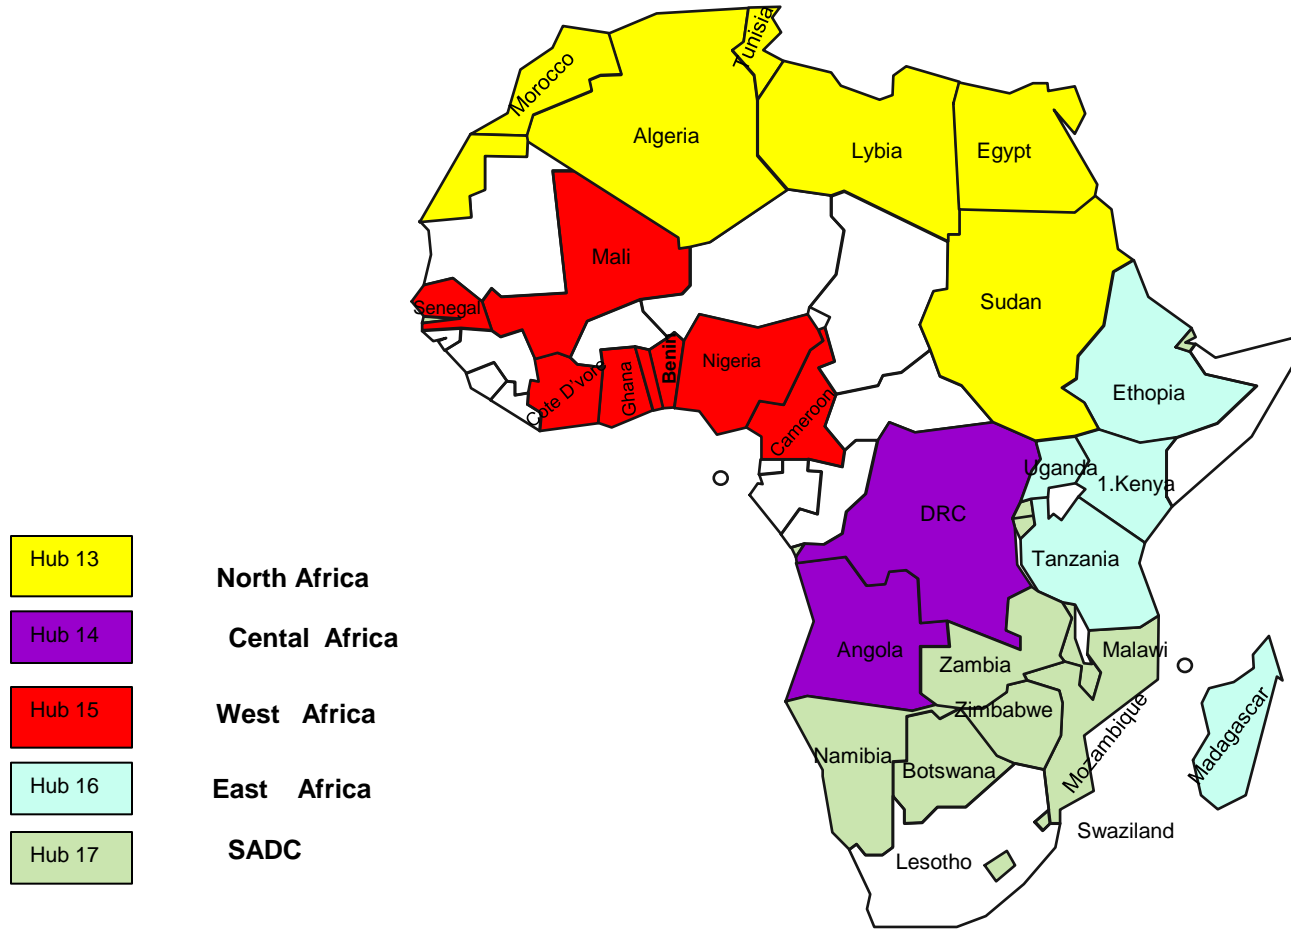 Tunisia
Morocco
Algeria
Lybia
Egypt
Mali
Senegal
Sudan
Benin
Nigeria
Ghana
Cote D'vore
Cameroon
Ethopia
Uganda
1.Kenya
DRC
Tanzania
Angola
Zambia
Malawi
Zimbabwe
Mozambique
Madagascar
Namibia
Botswana
Swaziland
Lesotho
Hub 13
North Africa
Hub 14
Cental Africa
Hub 15
West Africa
Hub 16
East Africa
Hub 17
SADC